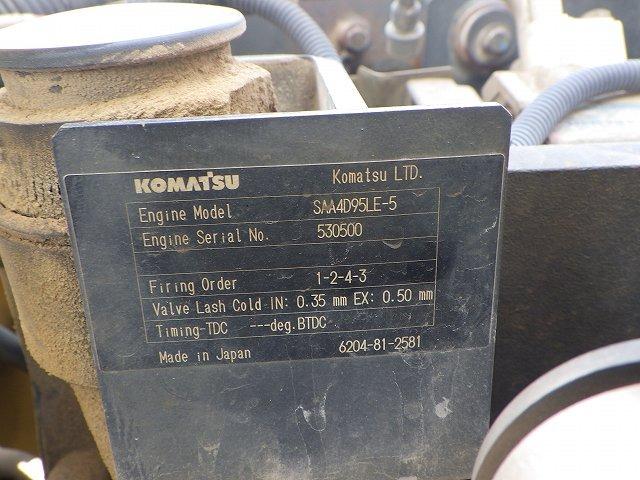 KOMATSU Komatsu LTD.
Engine Model SAA4D95LE-5
Engine Serial No. 530500
Firing Order 1-2-4-3
Valve Lash Cold IN: 0.35 mm EX: 0.50 mm
Timing-TDC ---deg.BTDC
Made in Japan 6204-81-2581